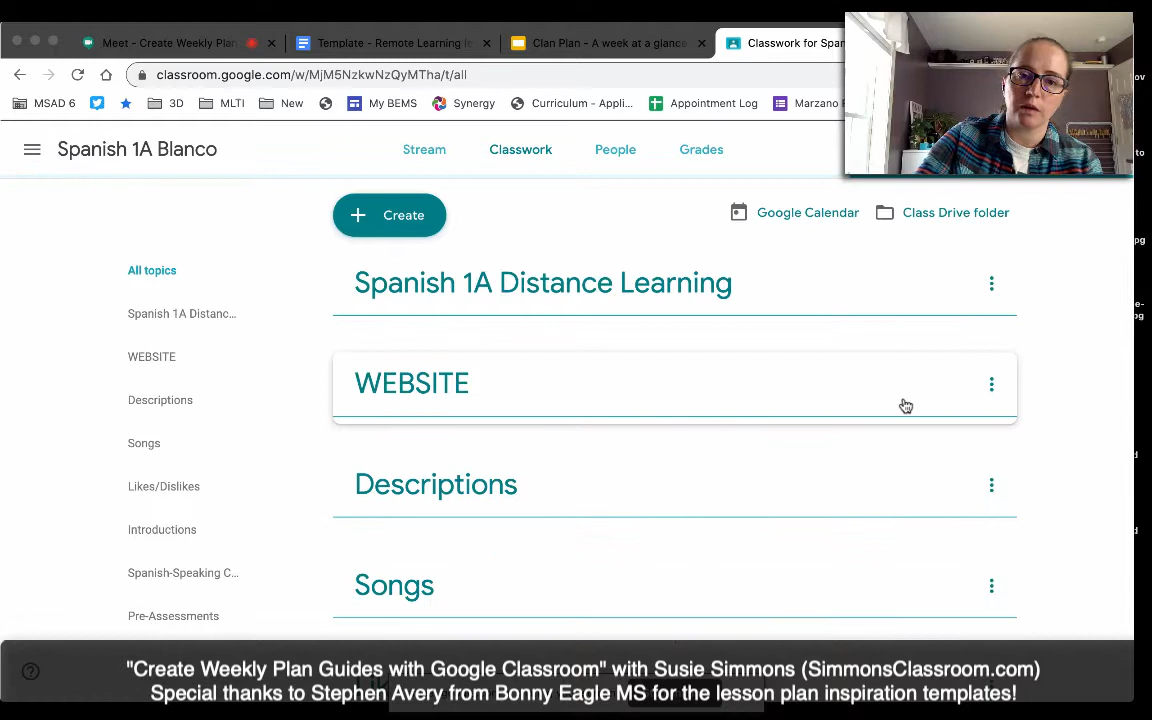 Meet - Create Weekly Plan
Template - Remote Learning le
Clan Plan - A week at a glance
Classwork for Span
classroom.google.com/w/MjM5NzkwNzQyMTha/t/all
MSAD 6
3D
MLTI
New
My BEMS
Synergy
Curriculum - Appli...
Appointment Log
Marzano
Spanish 1A Blanco
Stream
Classwork
People
Grades
Create
Google Calendar
Class Drive folder
All topics
Spanish 1A Distanc...
WEBSITE
Descriptions
Songs
Likes/Dislikes
Introductions
Spanish-Speaking C...
Pre-Assessments
Spanish 1A Distance Learning
WEBSITE
Descriptions
Songs
"Create Weekly Plan Guides with Google Classroom" with Susie Simmons (SimmonsClassroom.com)
Special thanks to Stephen Avery from Bonny Eagle MS for the lesson plan inspiration templates!